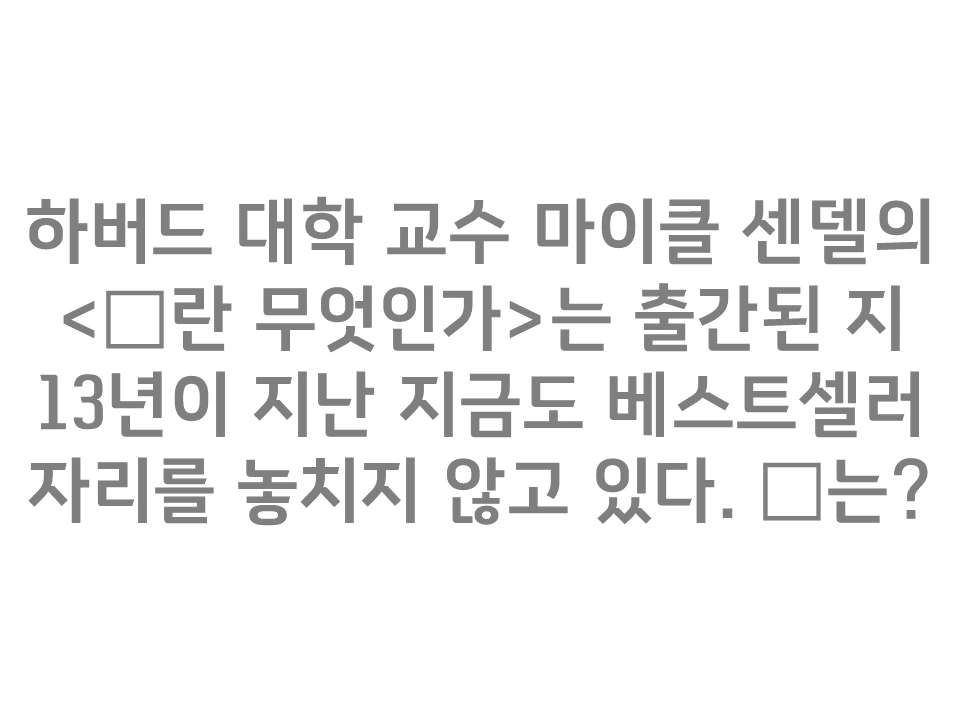 하버드 대학 교수 마이클 센델의
<□란 무엇인가>는 출간된 지
13년이 지난 지금도 베스트셀러
자리를 놓치지 않고 있다. □는?